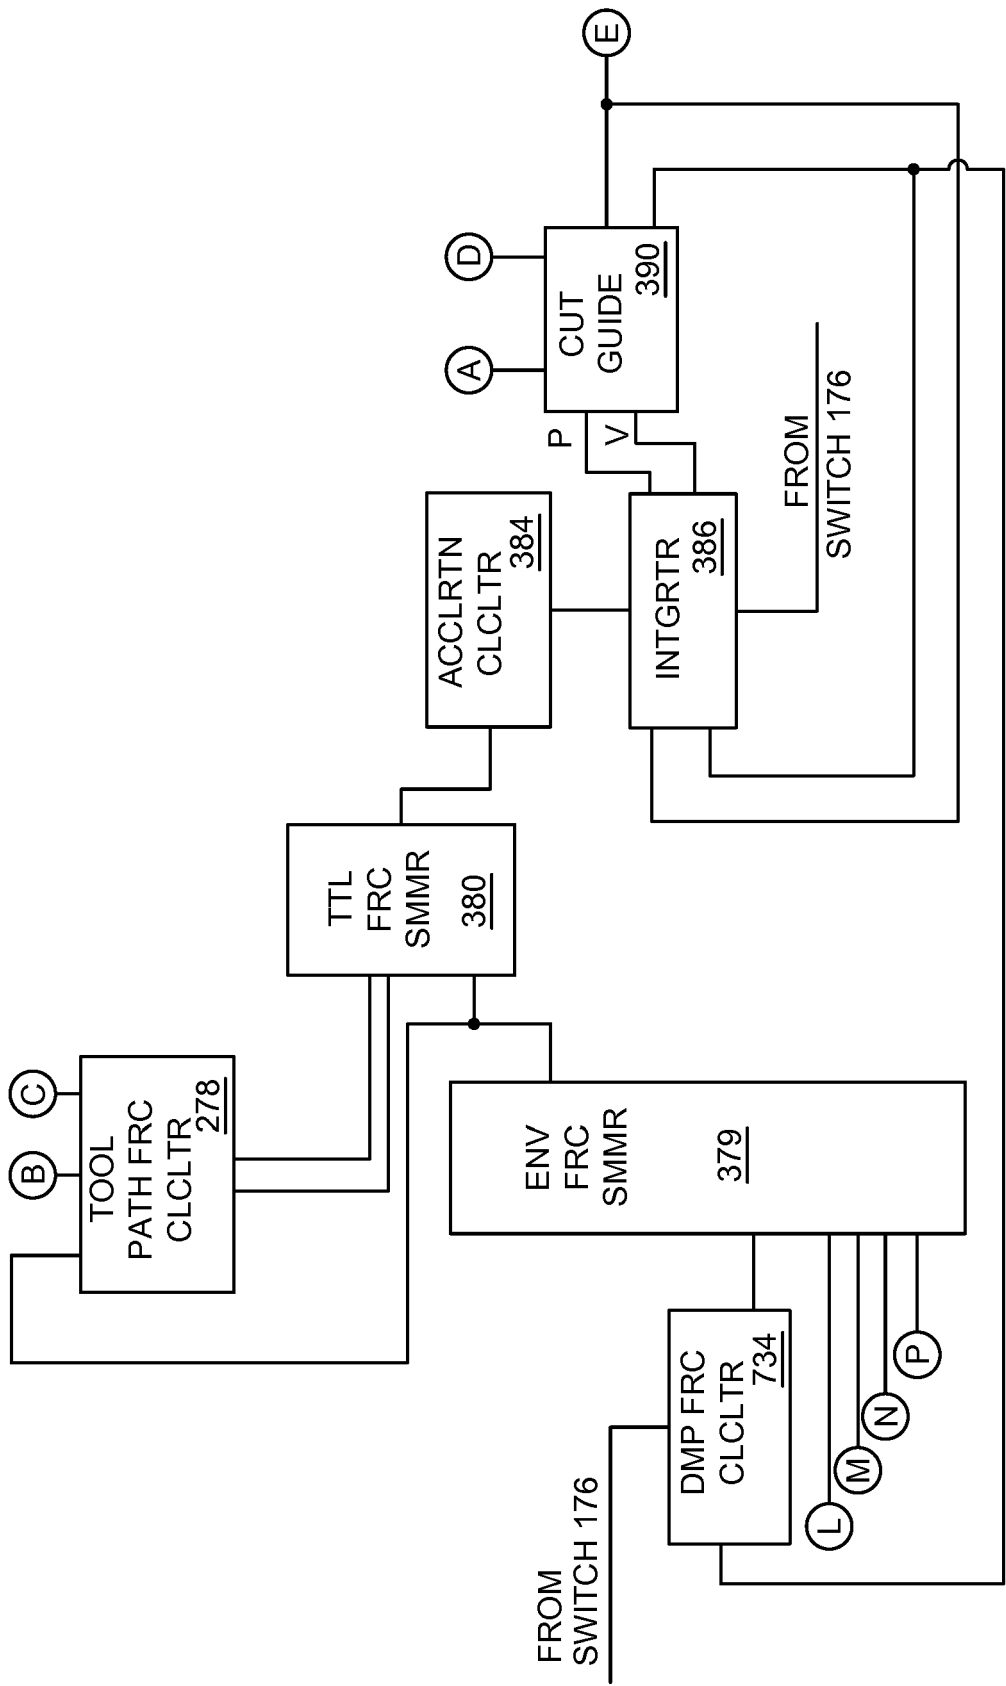 B
C
TOOL
PATH FRC
CLCLTR
278
TTL
FRC
SMMR
380
ACCLRTN
CLCLTR
384
A
D
E
P
V
CUT
GUIDE
390
INTGRTR
386
FROM
SWITCH 176
ENV
FRC
SMMR
379
FROM
SWITCH 176
DMP FRC
CLCLTR
734
L
M
N
P